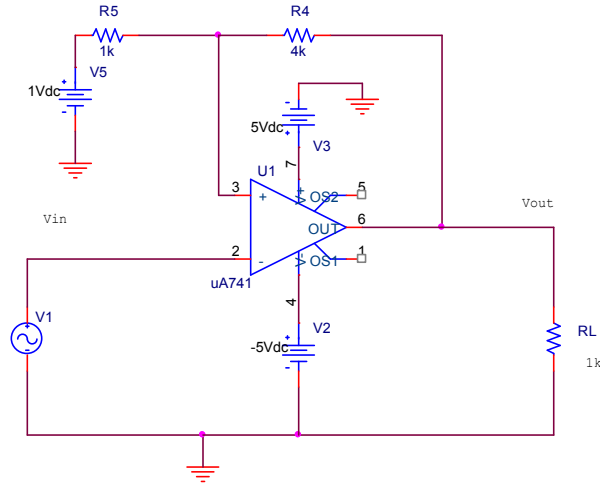 R5
R4
1k
4k
V5
1Vdc
+
-
-
+
5Vdc
V3
7
U1
3
+
V+
OS2
5
Vin
Vout
OUT
6
2
-
V-
OS1
1
uA741
4
V1
+
-
V2
+
-5Vdc
-
RL
1k